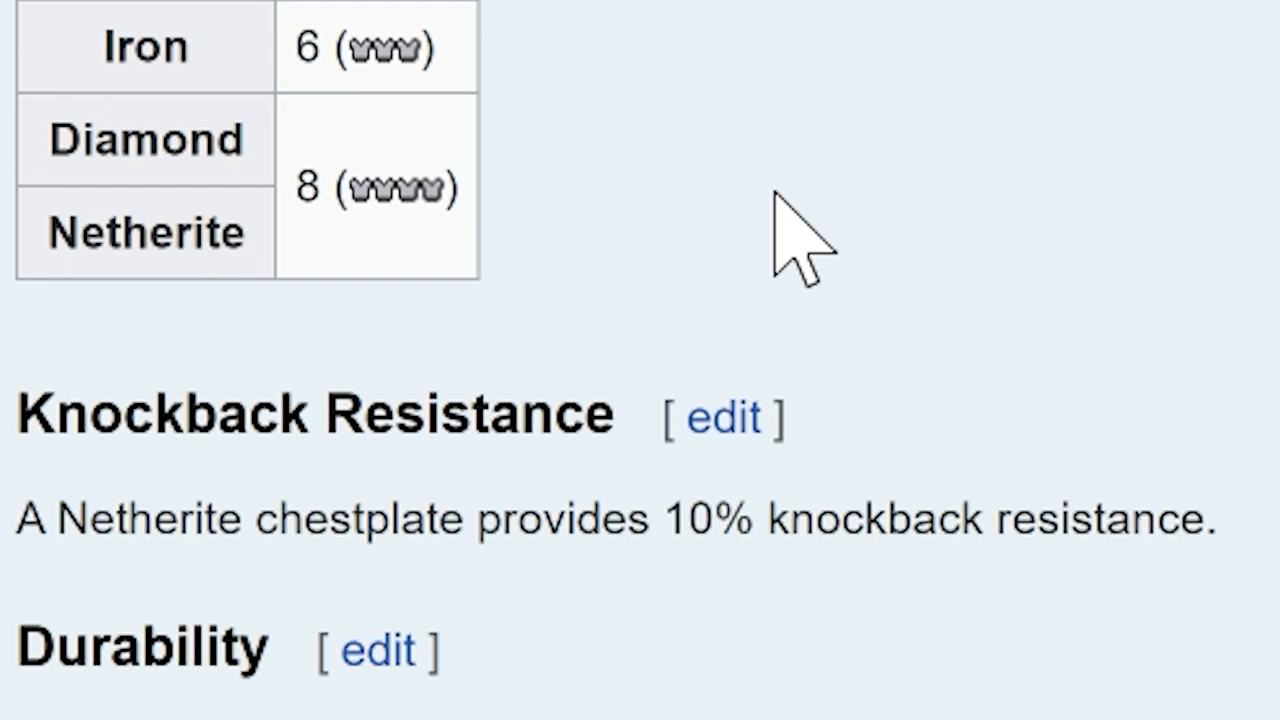 Iron 6 ()
Diamond
8 ()
Netherite
Knockback Resistance [ edit ]
A Netherite chestplate provides 10% knockback resistance.
Durability [ edit ]